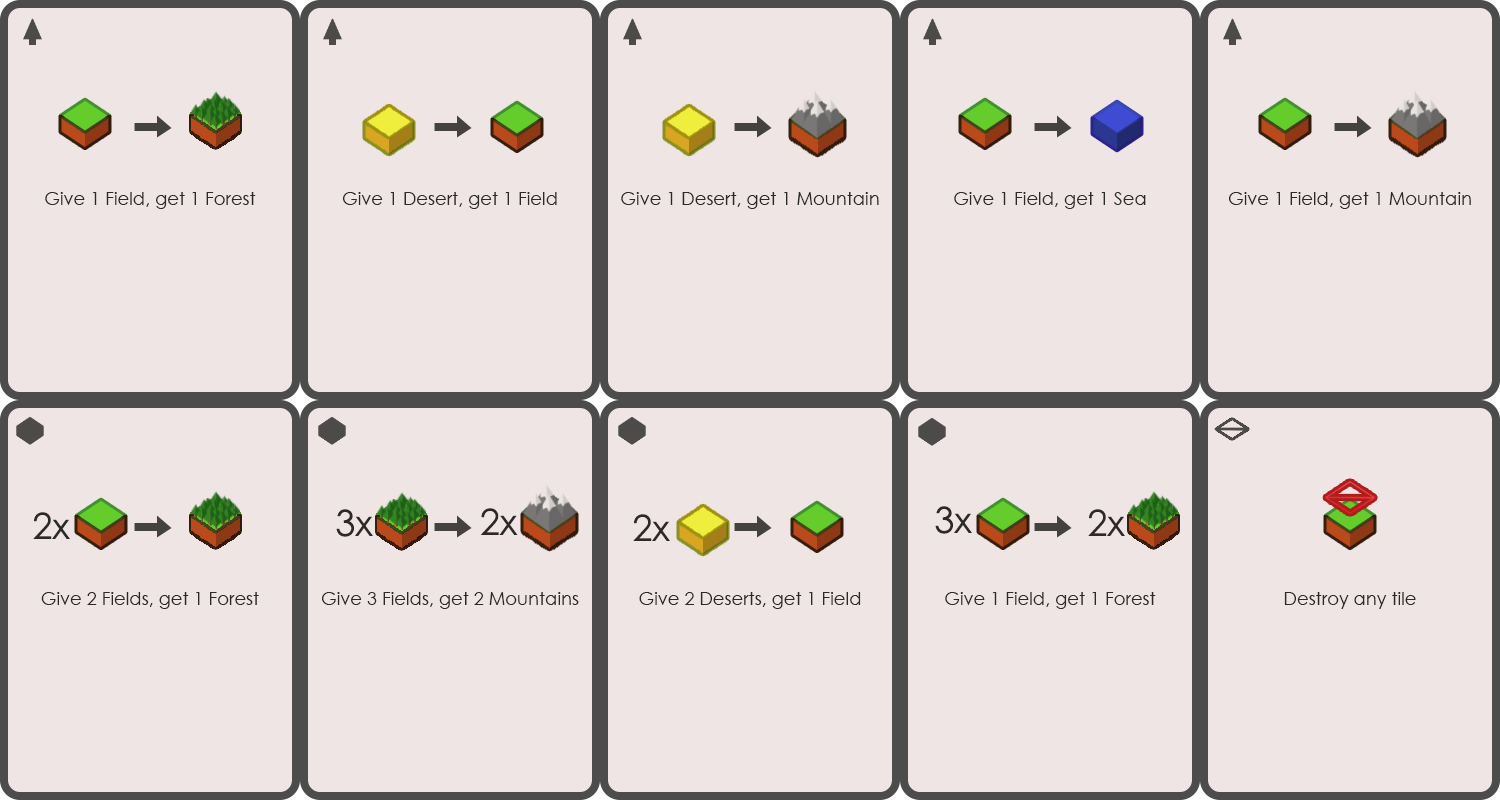 Give 1 Field, get 1 Forest
Give 1 Desert, get 1 Field
Give 1 Desert, get 1 Mountain
Give 1 Field, get 1 Sea
Give 1 Field, get 1 Mountain
2x
Give 2 Fields, get 1 Forest
3x 2x
Give 3 Fields, get 2 Mountains
2x
Give 2 Deserts, get 1 Field
3x 2x
Give 1 Field, get 1 Forest
Destroy any tile